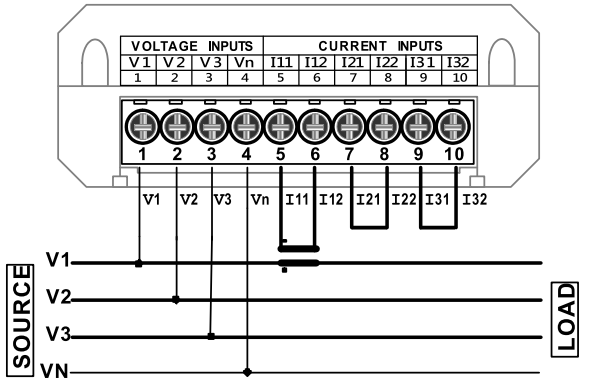 VOLTAGE INPUTS CURRENT INPUTS
V1 V2 V3 Vn I11 I12 I21 I22 I31 I32
1 2 3 4 5 6 7 8 9 10
1 2 3 4 5 6 7 8 9 10
V1 V2 V3 Vn I11 I12 I21 I22 I31 I32
SOURCE
V1
V2
V3
VN
LOAD